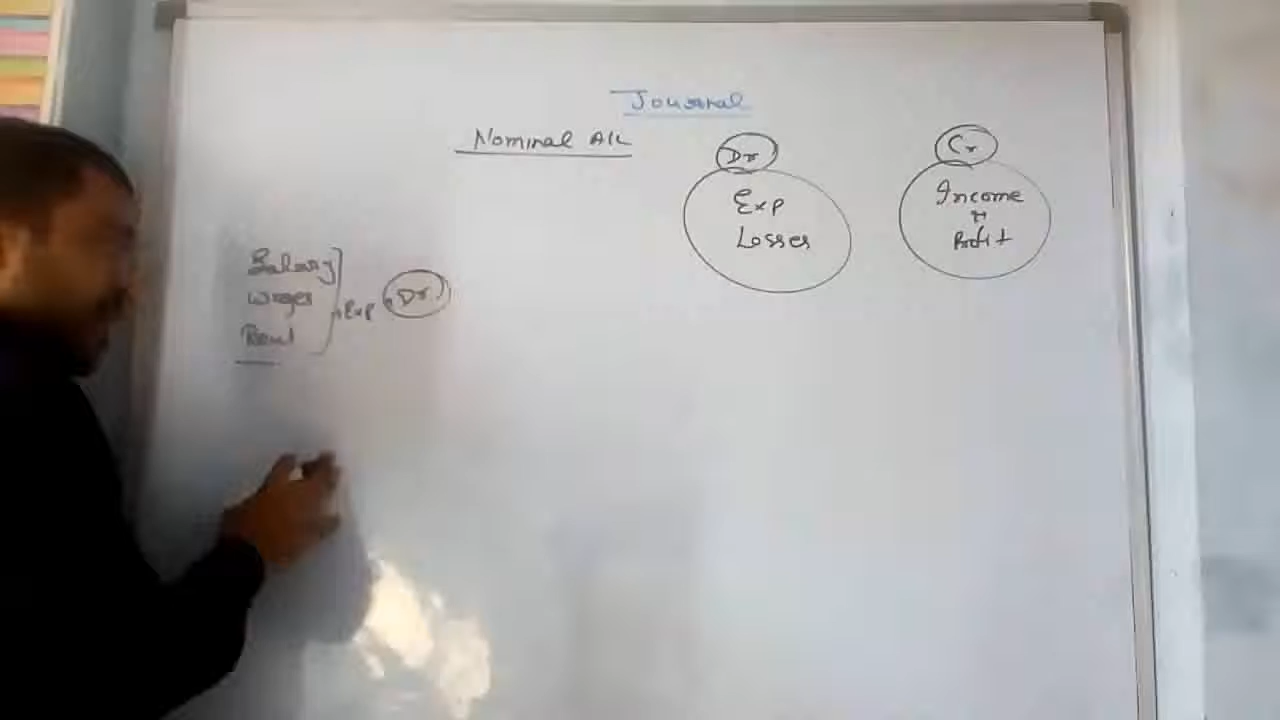 Journal
Nominal A/c
Dr
Exp
Losses
Cr
Income
Profit
Salary
Wages
Rent
Exp
Dr.